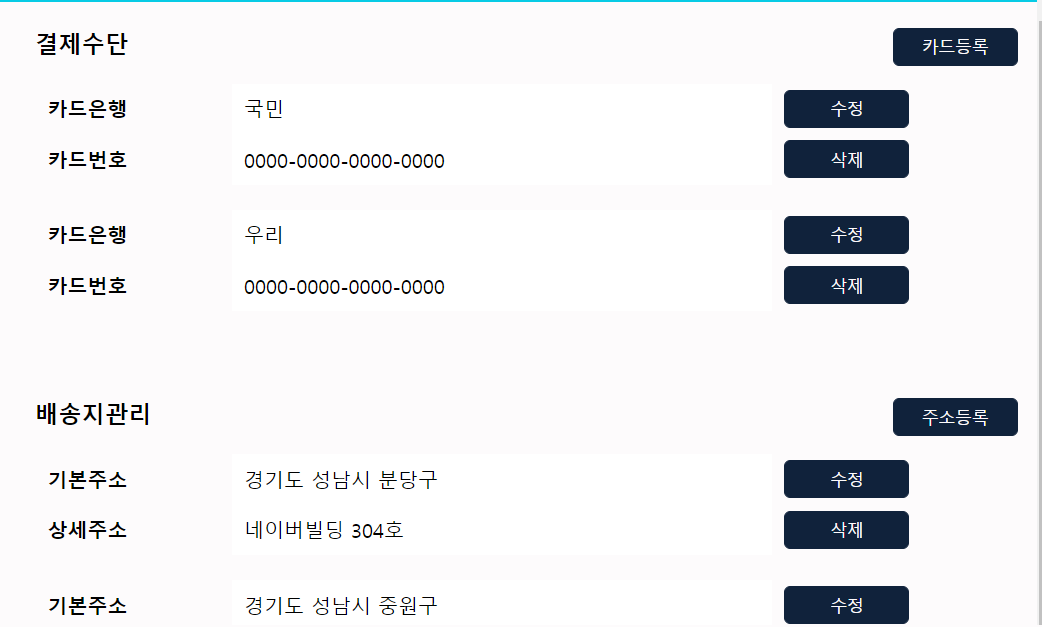 결제수단 카드등록
카드은행 국민 수정
카드번호 0000-0000-0000-0000 삭제
카드은행 우리 수정
카드번호 0000-0000-0000-0000 삭제
배송지관리 주소등록
기본주소 경기도 성남시 분당구 수정
상세주소 네이버빌딩 304호 삭제
기본주소 경기도 성남시 중원구 수정